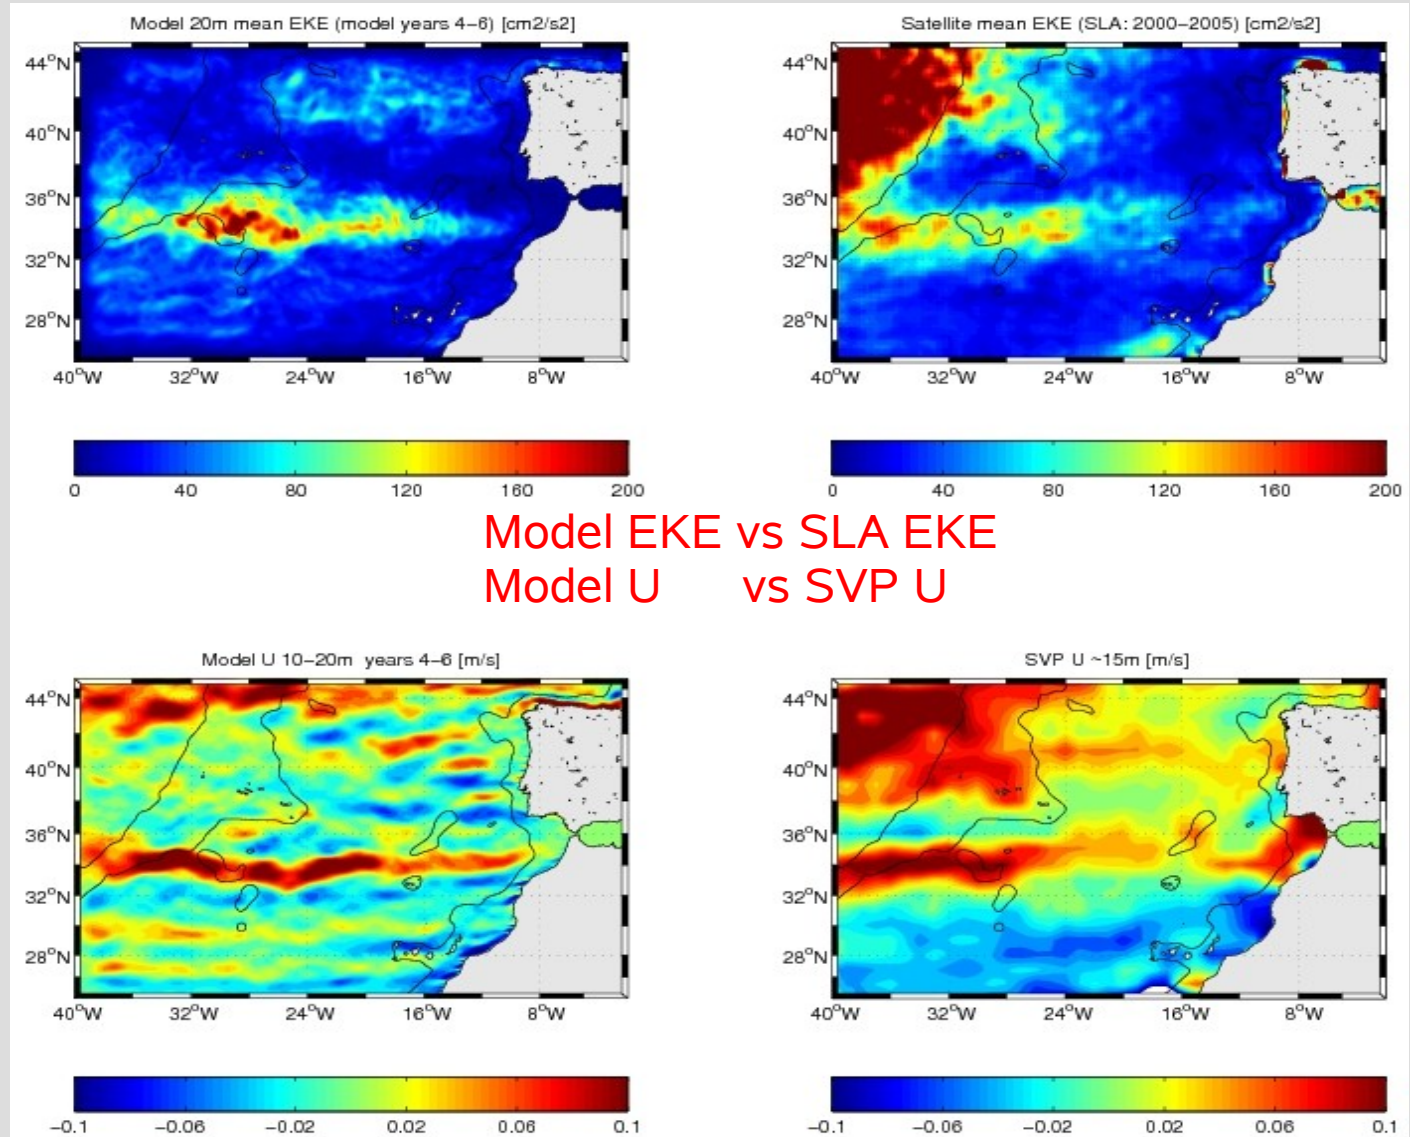 Model 20m mean EKE (model years 4−6) [cm2/s2]
Satellite mean EKE (SLA: 2000−2005) [cm2/s2]
44°N
40°N
36°N
32°N
28°N
40°W 32°W 24°W 16°W 8°W
44°N
40°N
36°N
32°N
28°N
40°W 32°W 24°W 16°W 8°W
0 40 80 120 160 200
0 40 80 120 160 200
Model EKE vs SLA EKE
Model U vs SVP U
Model U 10−20m years 4−6 [m/s]
SVP U ~15m [m/s]
44°N
40°N
36°N
32°N
28°N
40°W 32°W 24°W 16°W 8°W
44°N
40°N
36°N
32°N
28°N
40°W 32°W 24°W 16°W 8°W
−0.1 −0.06 −0.02 0.02 0.06 0.1
−0.1 −0.06 −0.02 0.02 0.06 0.1